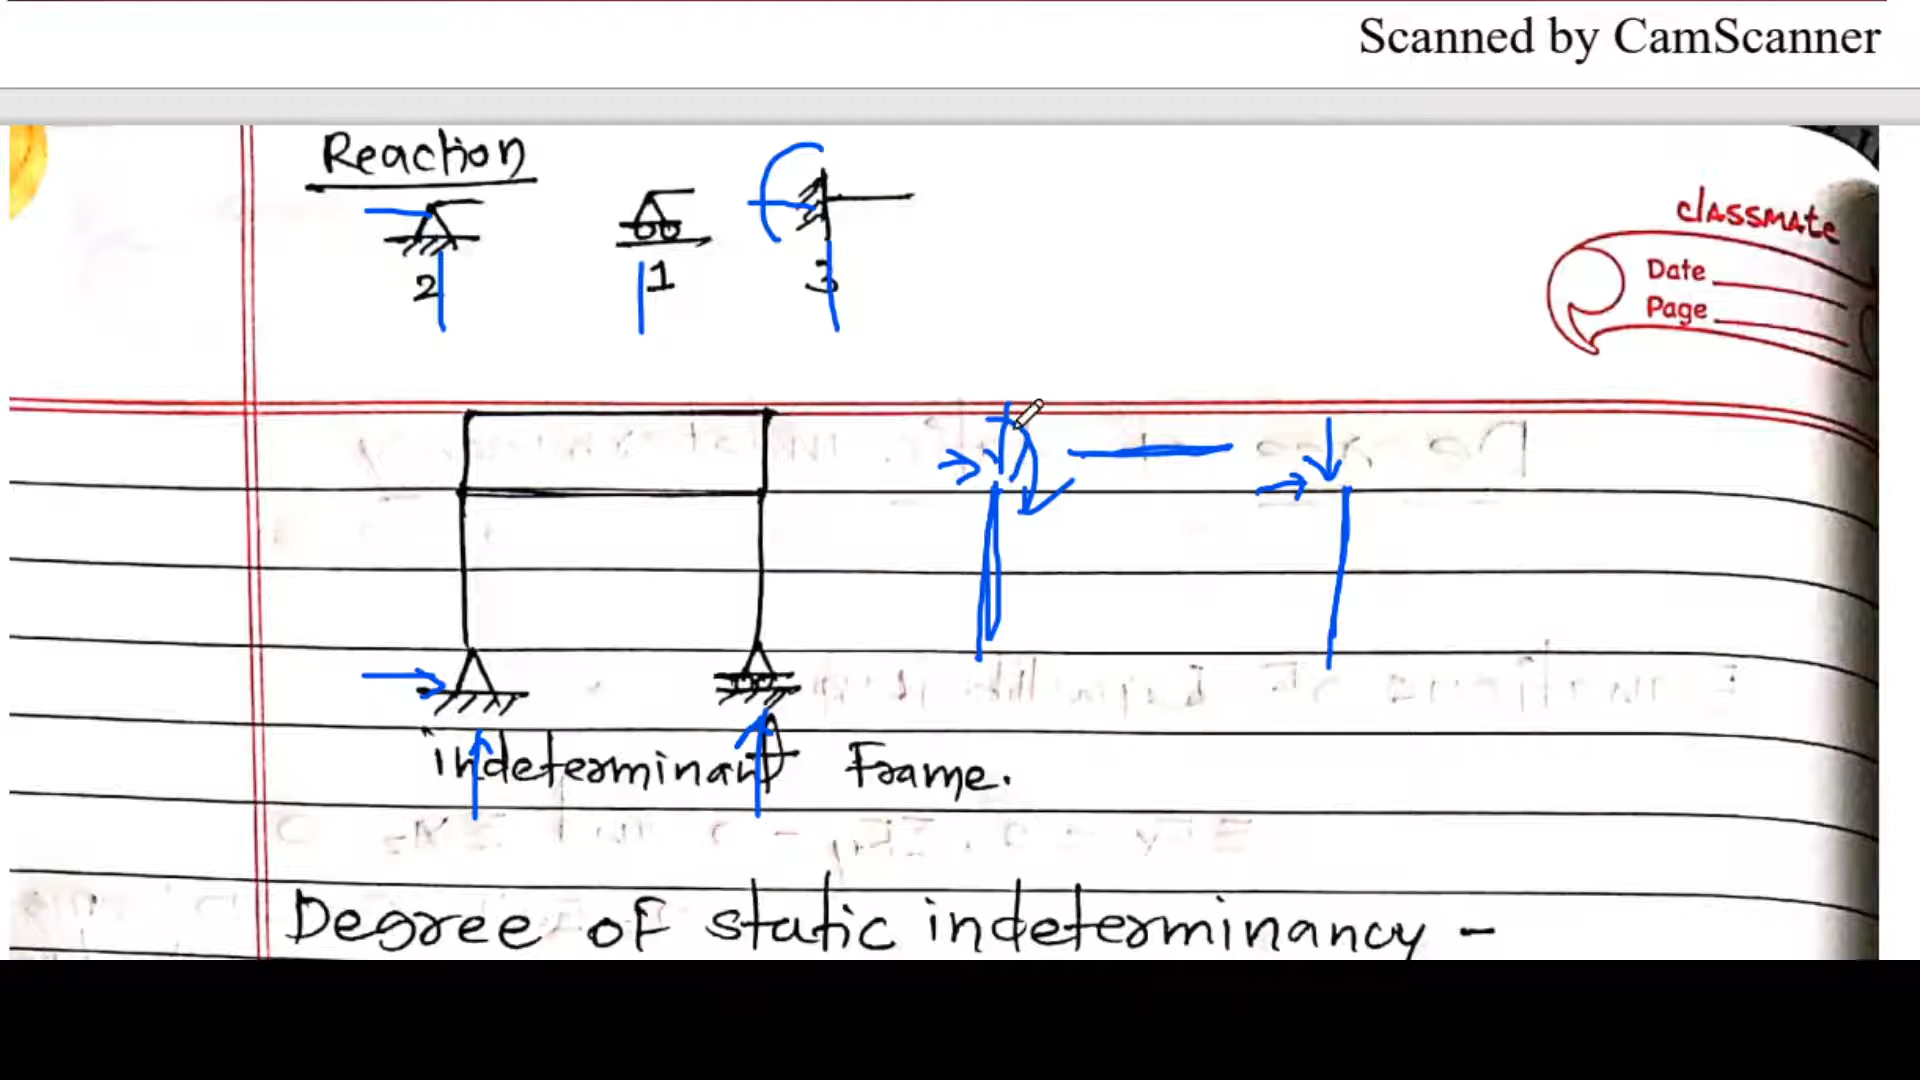 Scanned by CamScanner
Reaction
classmate
Date
Page
2 1 3
indeterminant Frame.
Degree of static indeterminancy -